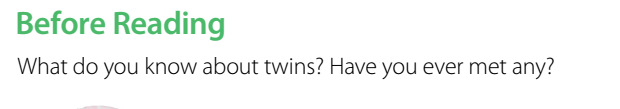 Before Reading
What do you know about twins? Have you ever met any?